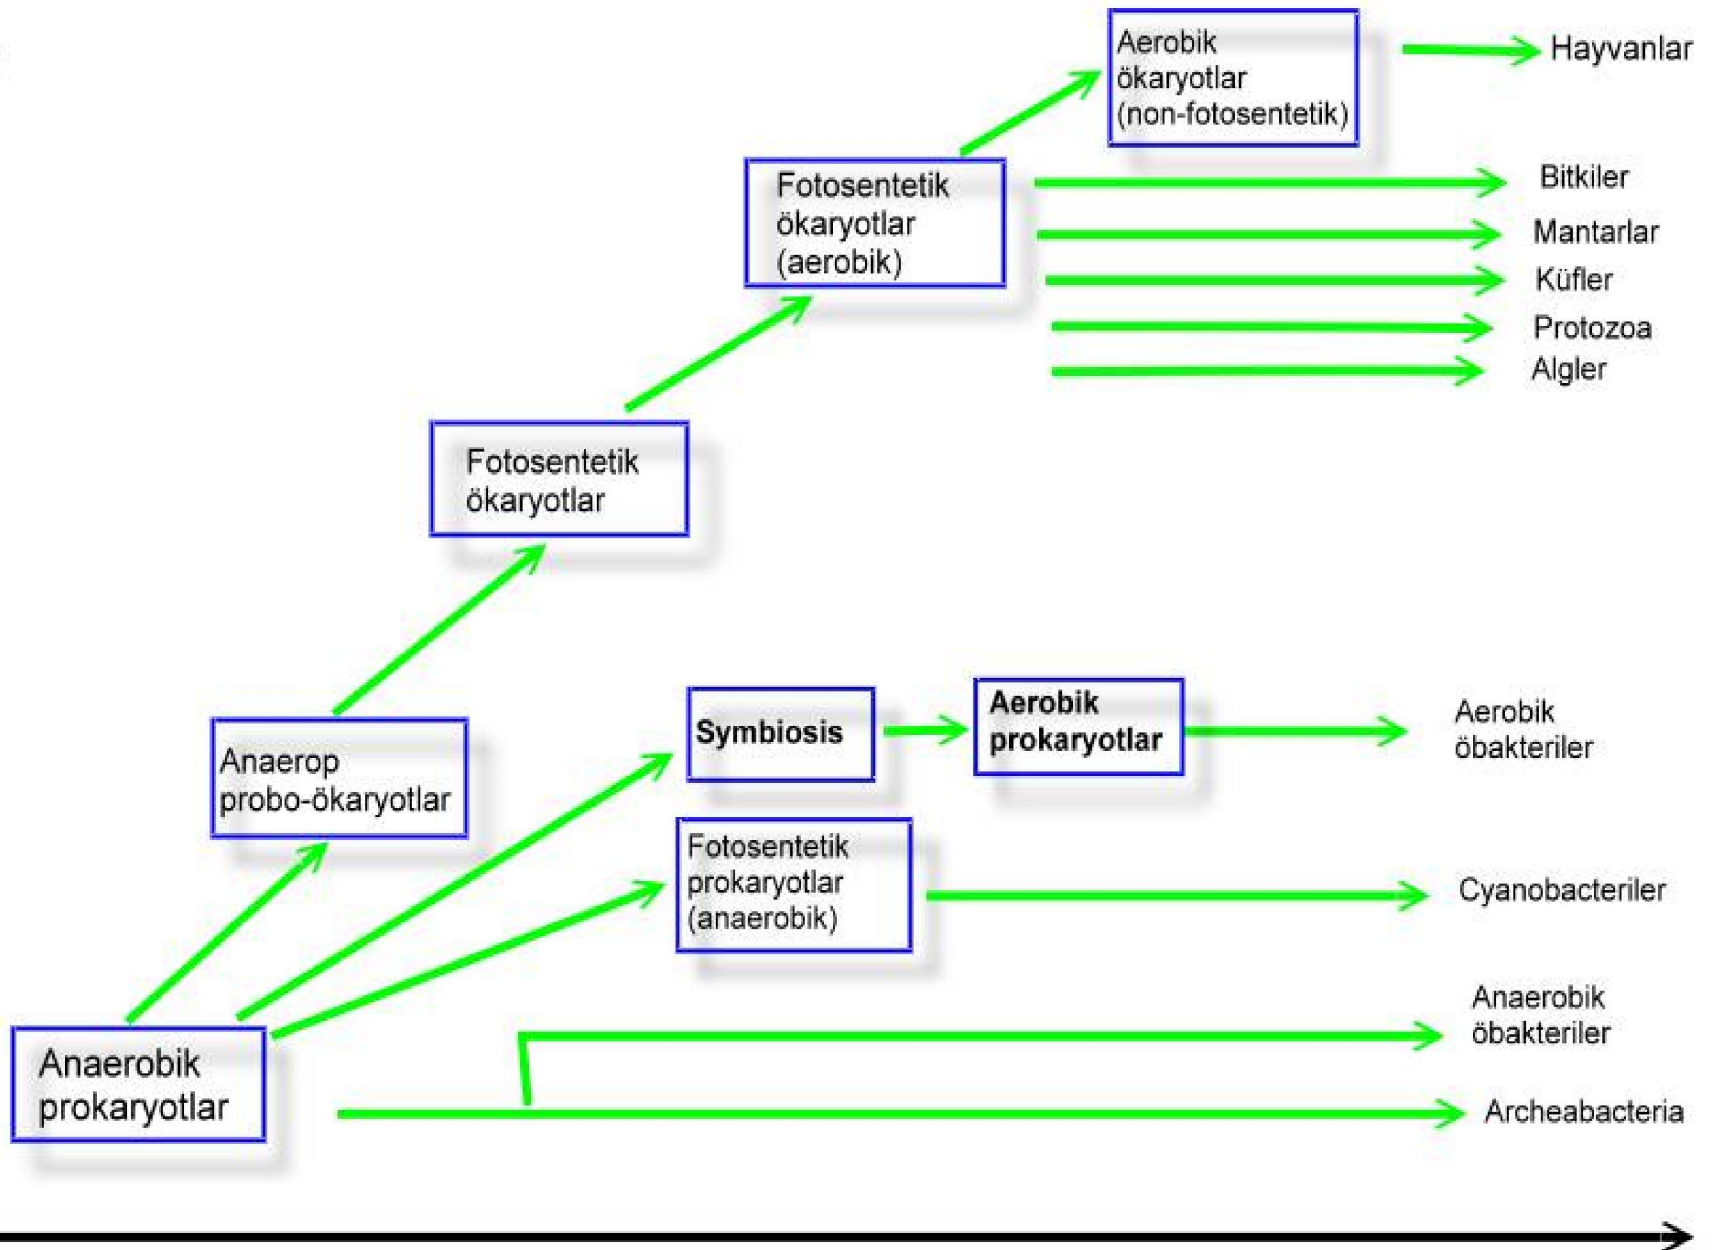 Aerobik
ökaryotlar
(non-fotosentetik)
Hayvanlar
Fotosentetik
ökaryotlar
(aerobik)
Bitkiler
Mantarlar
Küfler
Protozoa
Algler
Fotosentetik
ökaryotlar
Anaerop
probo-ökaryotlar
Symbiosis
Aerobik
prokaryotlar
Aerobik
öbakteriler
Fotosentetik
prokaryotlar
(anaerobik)
Cyanobacteriler
Anaerobik
prokaryotlar
Anaerobik
öbakteriler
Archeabacteria